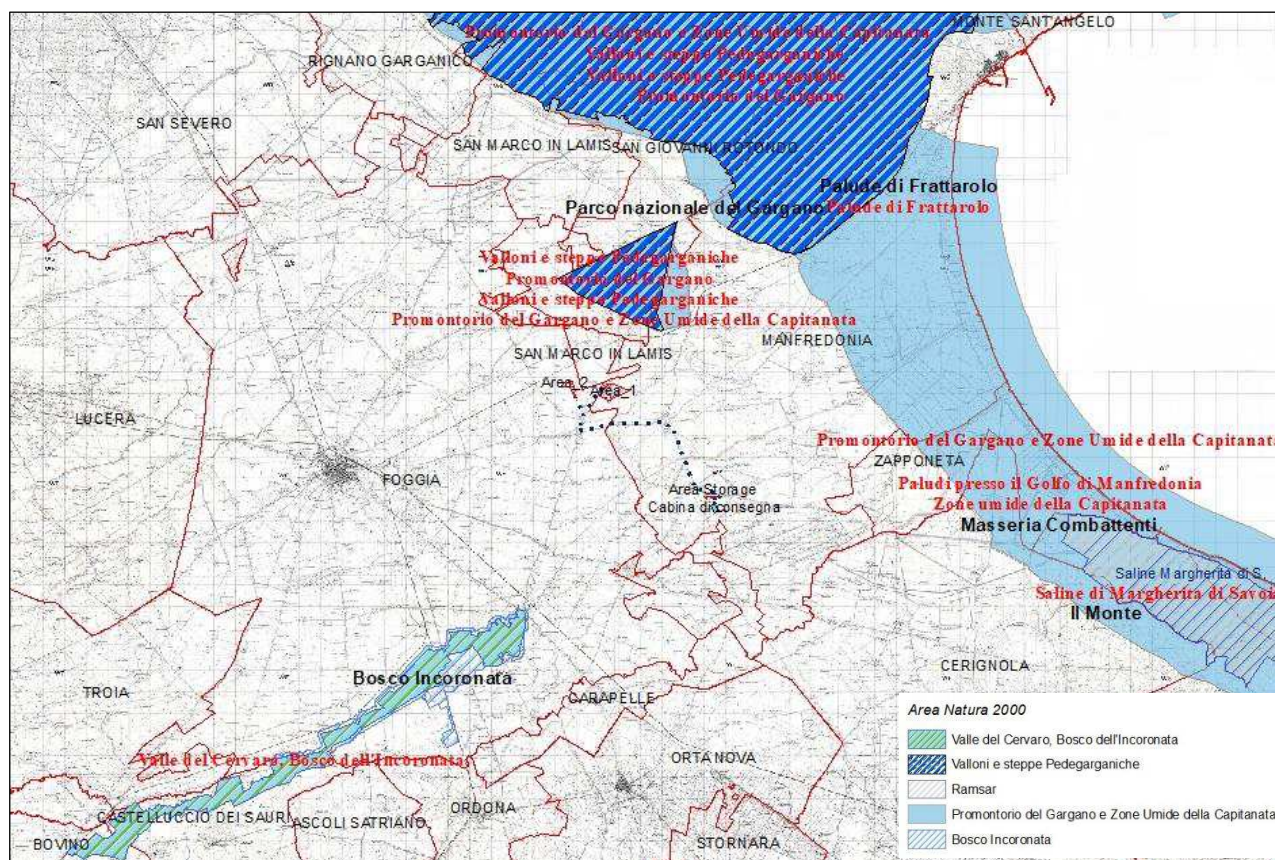 MONTE SANT'ANGELO
Promontorio del Gargano e Zone Umide della Capitanata
Valloni e steppe Pedegarganiche
RIGNANO GARGANICO
Valloni e steppe Pedegarganiche
Promontorio del Gargano
SAN SEVERO
SAN MARCO IN LAMIS
SAN GIOVANNI ROTONDO
Palude di Frattarolo
Parco nazionale del Gargano
Palude di Frattarolo
Valloni e steppe Pedegarganiche
Promontorio del Gargano
Valloni e steppe Pedegarganiche
Promontorio del Gargano e Zone Umide della Capitanata
MANFREDONIA
SAN MARCO IN LAMIS
Area_2
Area_1
LUCERA
Promontorio del Gargano e Zone Umide della Capitanata
ZAPPONETA
FOGGIA
Paludi presso il Golfo di Manfredonia
Area Storage
Zone umide della Capitanata
Cabina di consegna
Masseria Combattenti
Saline Margherita di S.
Saline di Margherita di Savoia
Il Monte
CERIGNOLA
Bosco Incoronata
TROIA
CARAPELLE
Valle del Cervaro, Bosco dell'Incoronata
ORTA NOVA
ORDONA
CASTELLUCCIO DEI SAURI
ASCOLI SATRIANO
BOVINO
STORNARA
Area Natura 2000
Valle del Cervaro, Bosco dell'Incoronata
Valloni e steppe Pedegarganiche
Ramsar
Promontorio del Gargano e Zone Umide della Capitanata
Bosco Incoronata